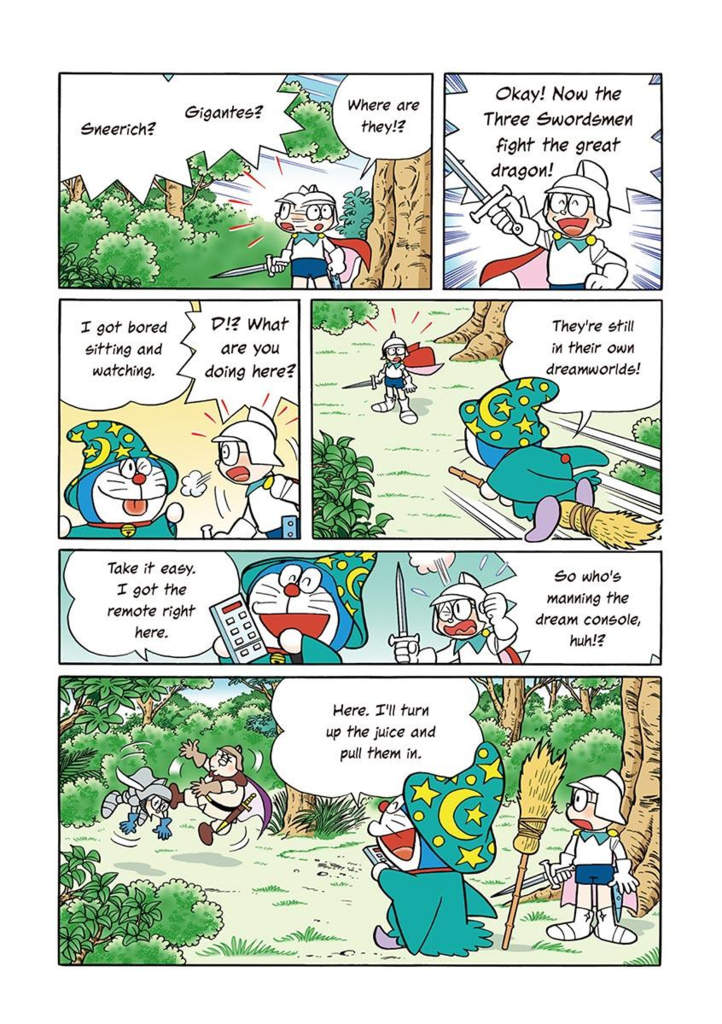 Okay! Now the
Three Swordsmen
fight the great
dragon!
Where are
they!?
Gigantes?
Sneerich?
They're still
in their own
dreamworlds!
D!? What
are you
doing here?
I got bored
sitting and
watching.
So who's
manning the
dream console,
huh!?
Take it easy.
I got the
remote right
here.
Here. I'll turn
up the juice and
pull them in.